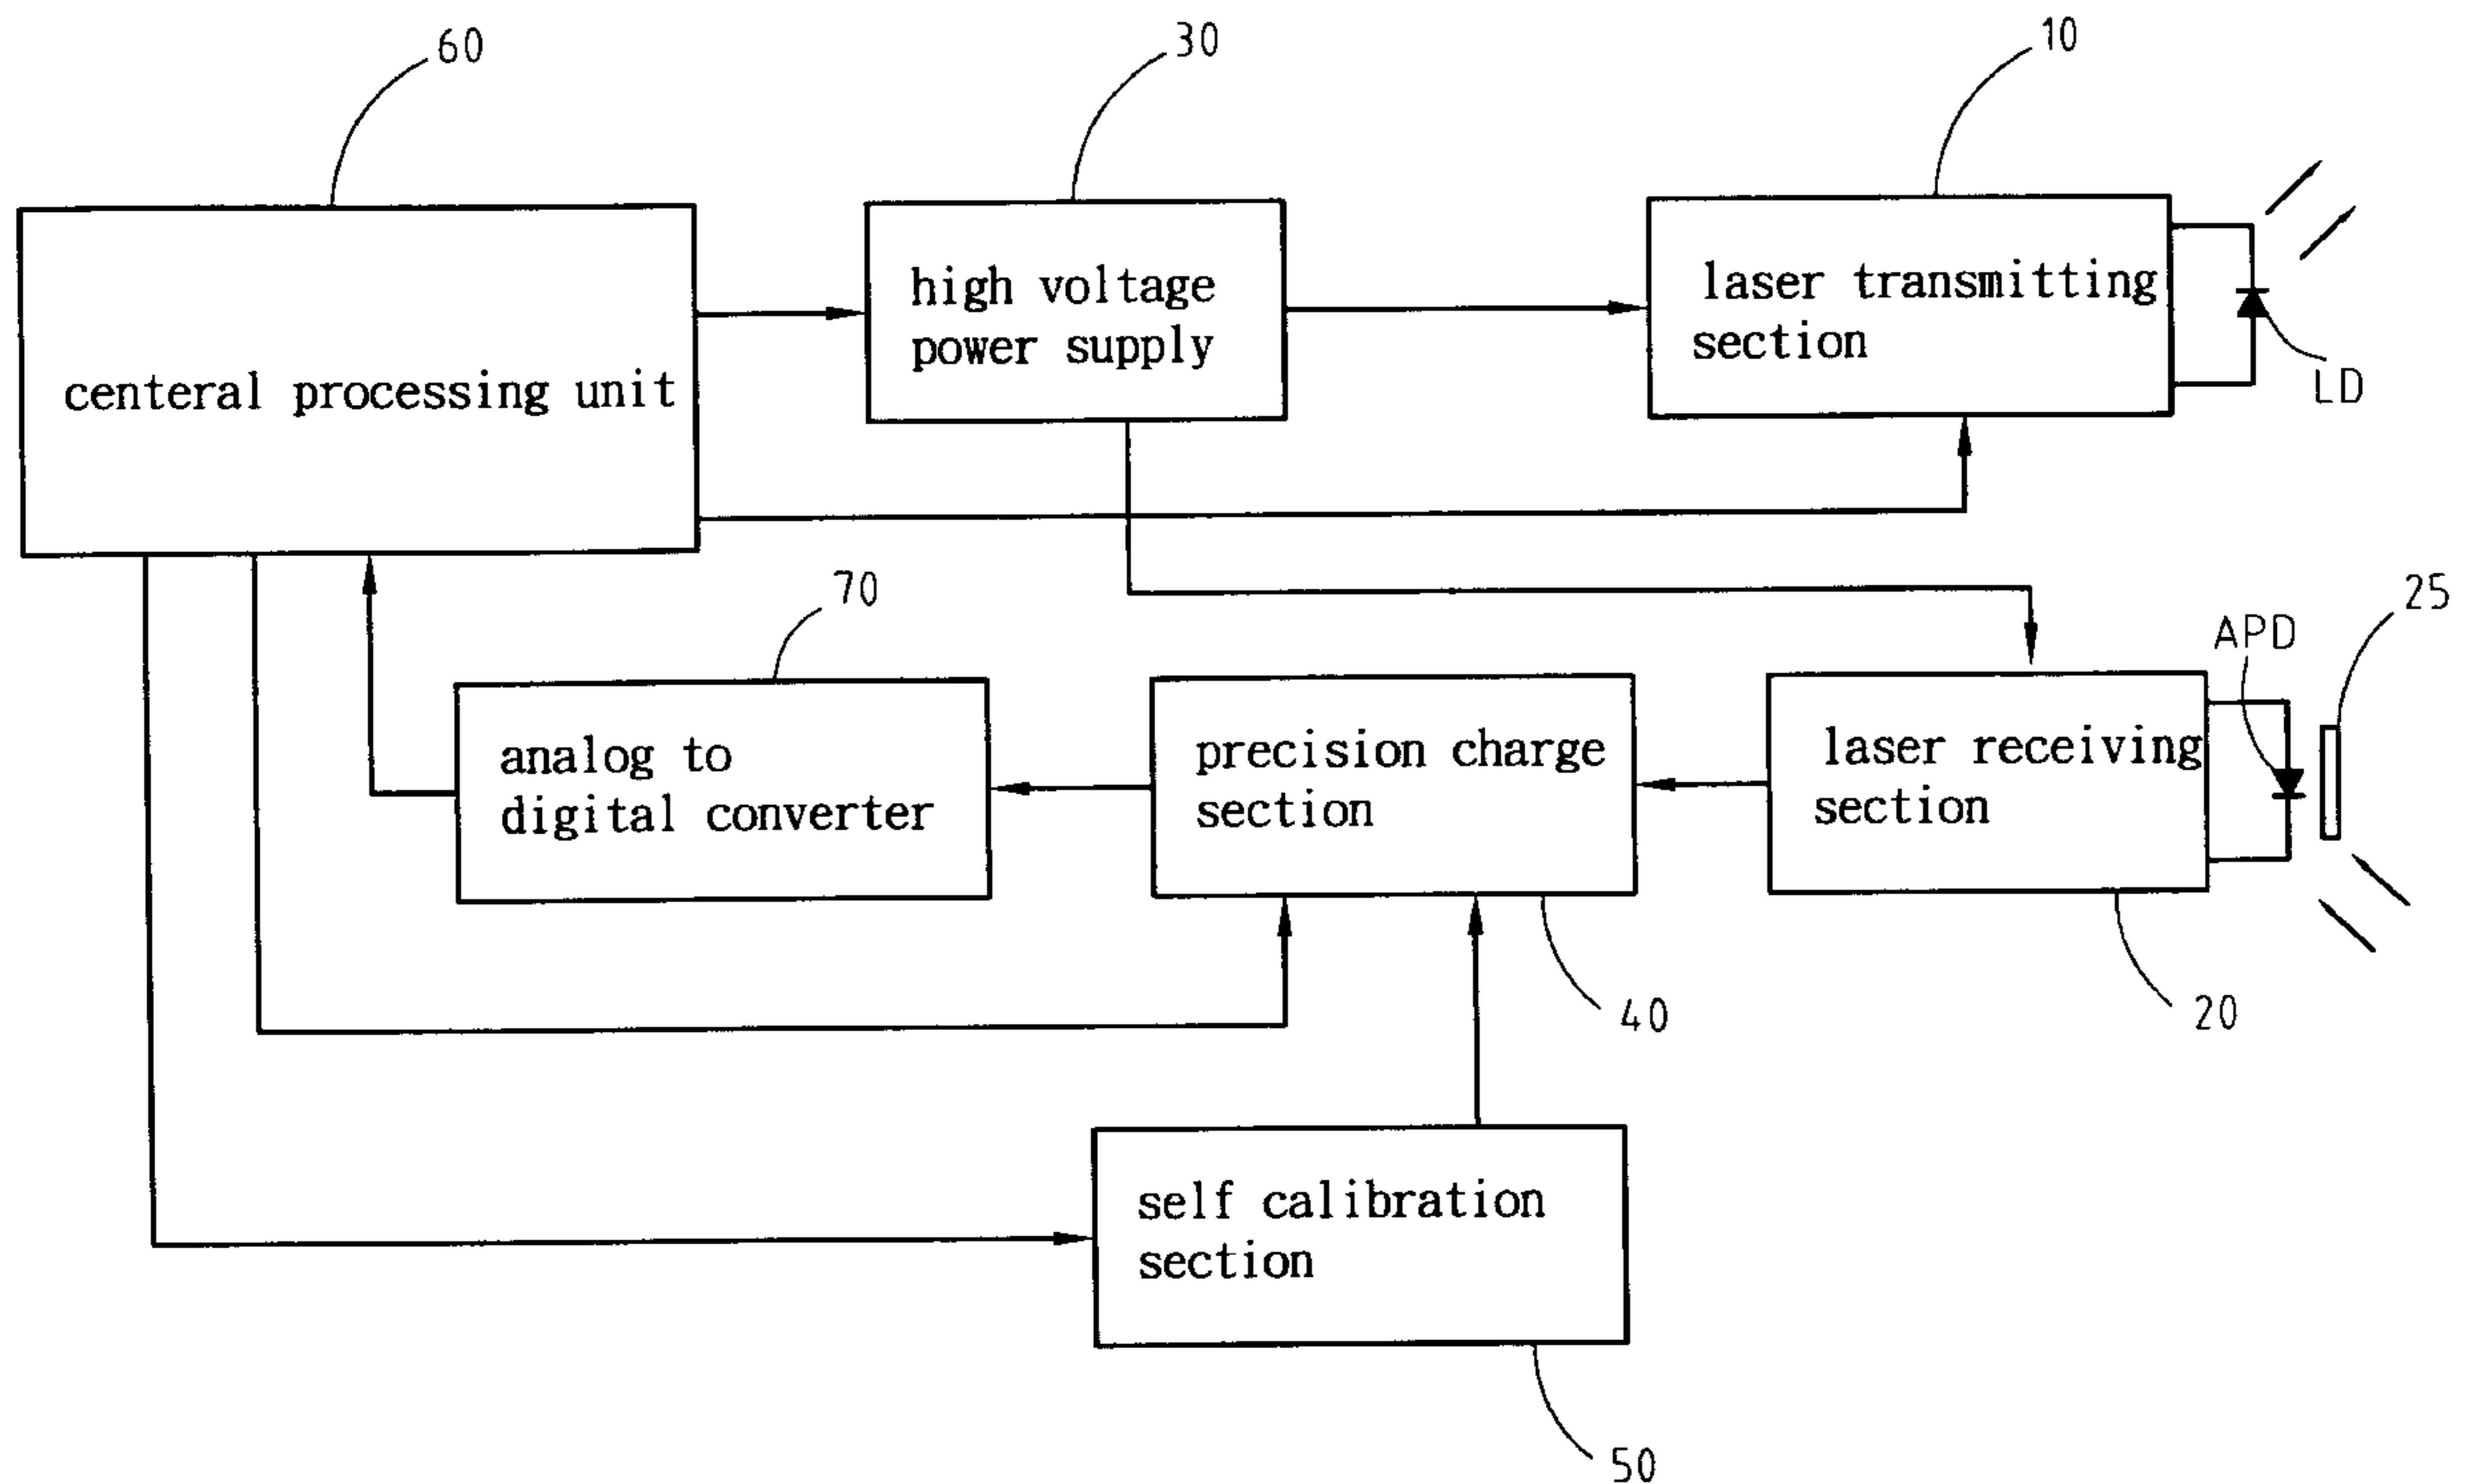 60
30
10
centeral processing unit
high voltage
power supply
laser transmitting
section
LD
70
25
APD
analog to
digital converter
precision charge
section
laser receiving
section
40
20
self calibration
section
50